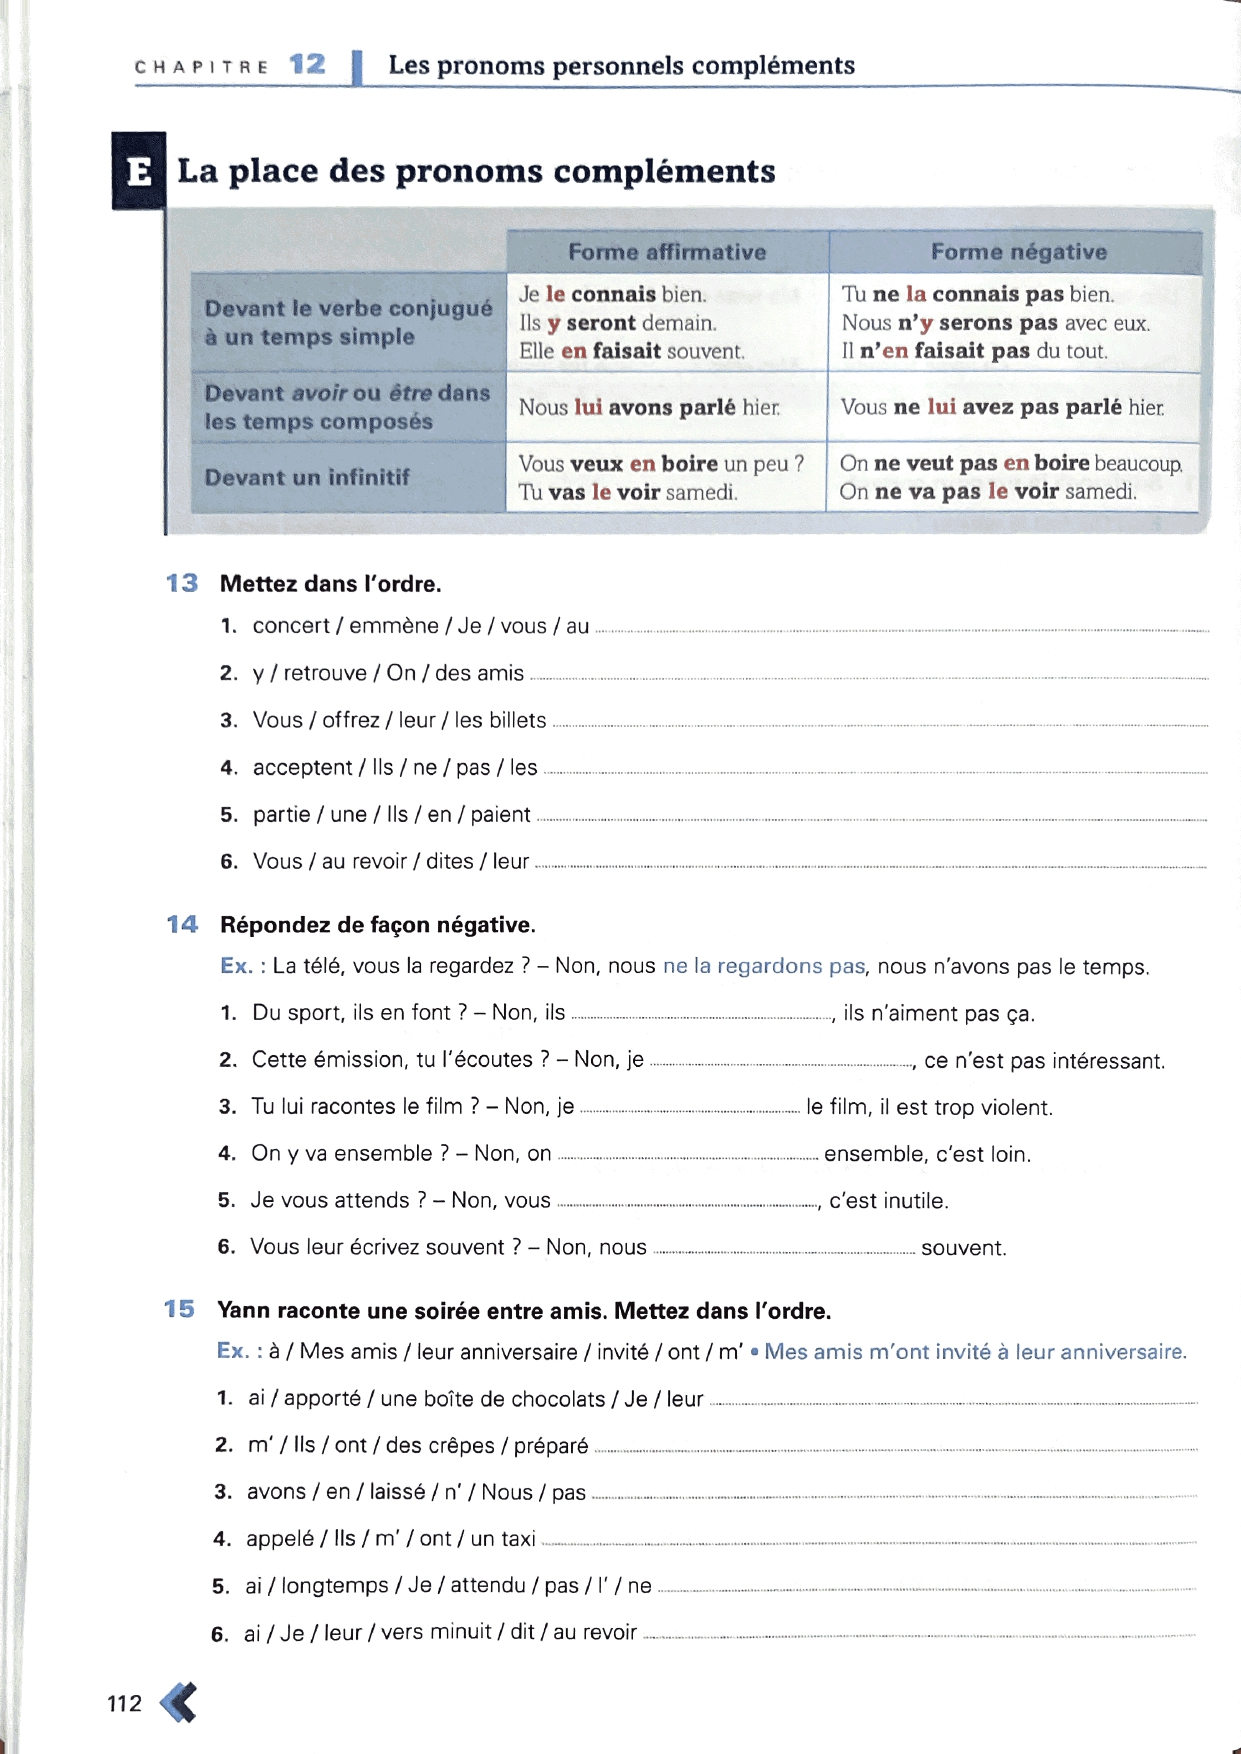 CHAPITRE 12 Les pronoms personnels compléments
E La place des pronoms compléments
Forme affirmative Forme négative
Devant le verbe conjugué à un temps simple
Je le connais bien. Tu ne la connais pas bien.
Ils y seront demain. Nous n'y serons pas avec eux.
Elle en faisait souvent. Il n'en faisait pas du tout.
Devant avoir ou être dans les temps composés
Nous lui avons parlé hier. Vous ne lui avez pas parlé hier.
Devant un infinitif
Vous veux en boire un peu ? On ne veut pas en boire beaucoup.
Tu vas le voir samedi. On ne va pas le voir samedi.
13 Mettez dans l'ordre.
1. concert / emmène / Je / vous / au
2. y / retrouve / On / des amis
3. Vous / offrez / leur / les billets
4. acceptent / Ils / ne / pas / les
5. partie / une / Ils / en / paient
6. Vous / au revoir / dites / leur
14 Répondez de façon négative.
Ex. : La télé, vous la regardez ? – Non, nous ne la regardons pas, nous n'avons pas le temps.
1. Du sport, ils en font ? – Non, ils , ils n'aiment pas ça.
2. Cette émission, tu l'écoutes ? – Non, je , ce n'est pas intéressant.
3. Tu lui racontes le film ? – Non, je le film, il est trop violent.
4. On y va ensemble ? – Non, on ensemble, c'est loin.
5. Je vous attends ? – Non, vous , c'est inutile.
6. Vous leur écrivez souvent ? – Non, nous souvent.
15 Yann raconte une soirée entre amis. Mettez dans l'ordre.
Ex. : à / Mes amis / leur anniversaire / invité / ont / m' • Mes amis m'ont invité à leur anniversaire.
1. ai / apporté / une boîte de chocolats / Je / leur
2. m' / Ils / ont / des crêpes / préparé
3. avons / en / laissé / n' / Nous / pas
4. appelé / Ils / m' / ont / un taxi
5. ai / longtemps / Je / attendu / pas / l' / ne
6. ai / Je / leur / vers minuit / dit / au revoir
112